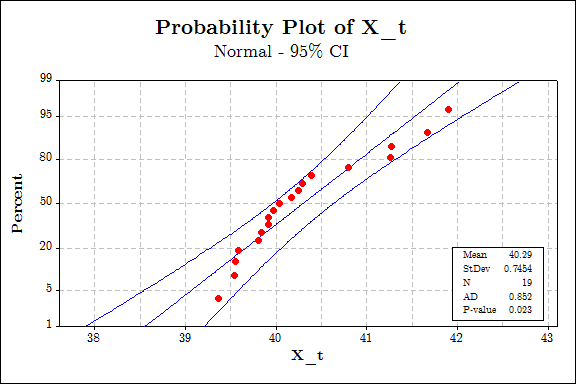 Probability Plot of X_t
Normal - 95% CI
99
95
80
50
20
5
1
Percent
Mean 40.29
StDev 0.7454
N 19
AD 0.852
P-value 0.023
38 39 40 41 42 43
X_t